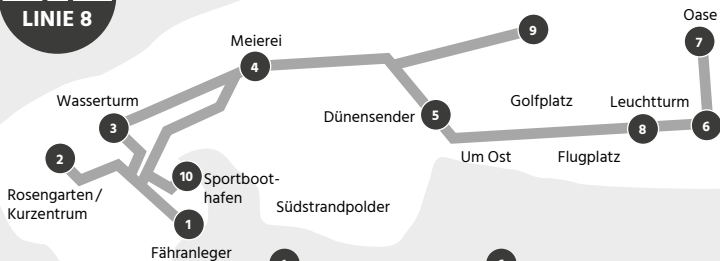 LINIE 8
Oase
7
9
Meierei
4
Wasserturm
3
Dünensender
5
Golfplatz
Leuchtturm
8
6
Um Ost
Flugplatz
2
10
Sportboot-
hafen
Rosengarten/
Kurzentrum
Südstrandpolder
1
Fähranleger